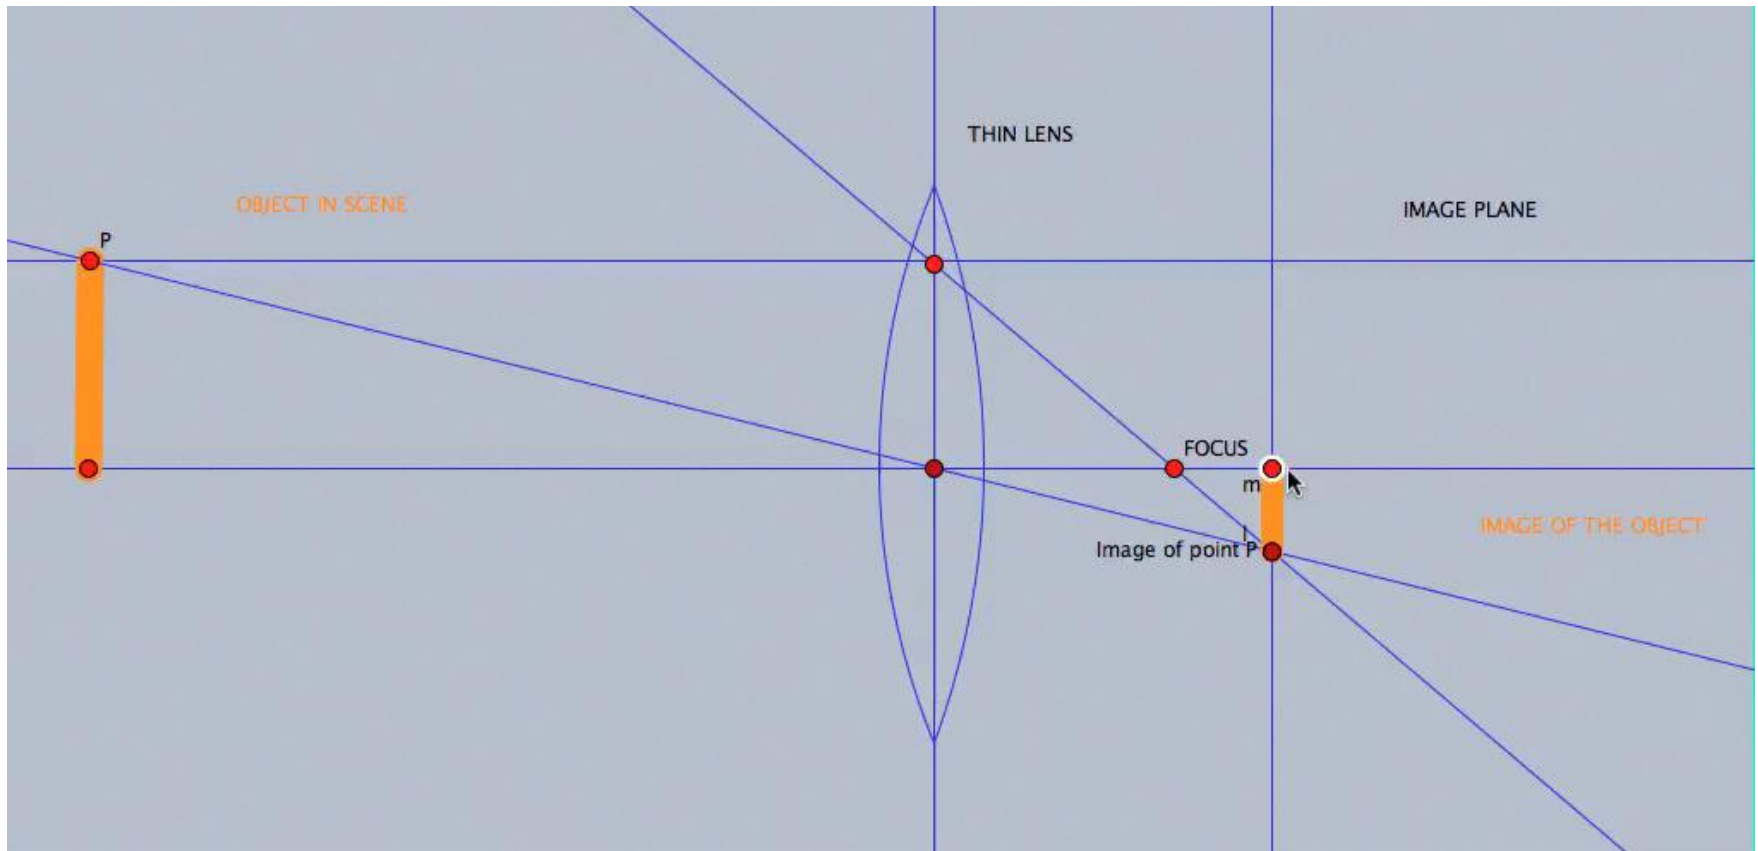 THIN LENS
OBJECT IN SCENE
IMAGE PLANE
P
FOCUS
m
IMAGE OF THE OBJECT
l
Image of point P